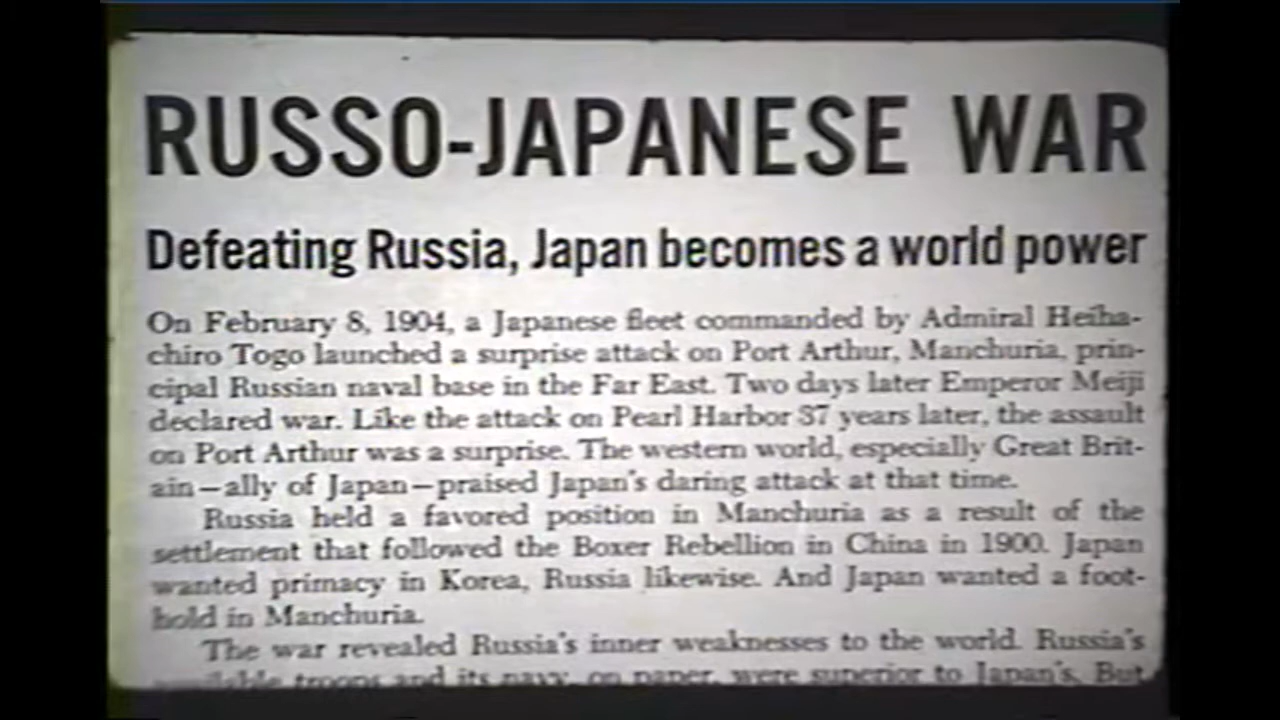 RUSSO-JAPANESE WAR
Defeating Russia, Japan becomes a world power
On February 8, 1904, a Japanese fleet commanded by Admiral Heiha-
chiro Togo launched a surprise attack on Port Arthur, Manchuria, prin-
cipal Russian naval base in the Far East. Two days later Emperor Meiji
declared war. Like the attack on Pearl Harbor 37 years later, the assault
on Port Arthur was a surprise. The western world, especially Great Brit-
ain—ally of Japan—praised Japan's daring attack at that time.
Russia held a favored position in Manchuria as a result of the
settlement that followed the Boxer Rebellion in China in 1900. Japan
wanted primacy in Korea, Russia likewise. And Japan wanted a foot-
hold in Manchuria.
The war revealed Russia's inner weaknesses to the world. Russia's
troops and its navy, on paper, were superior to Japan's. But